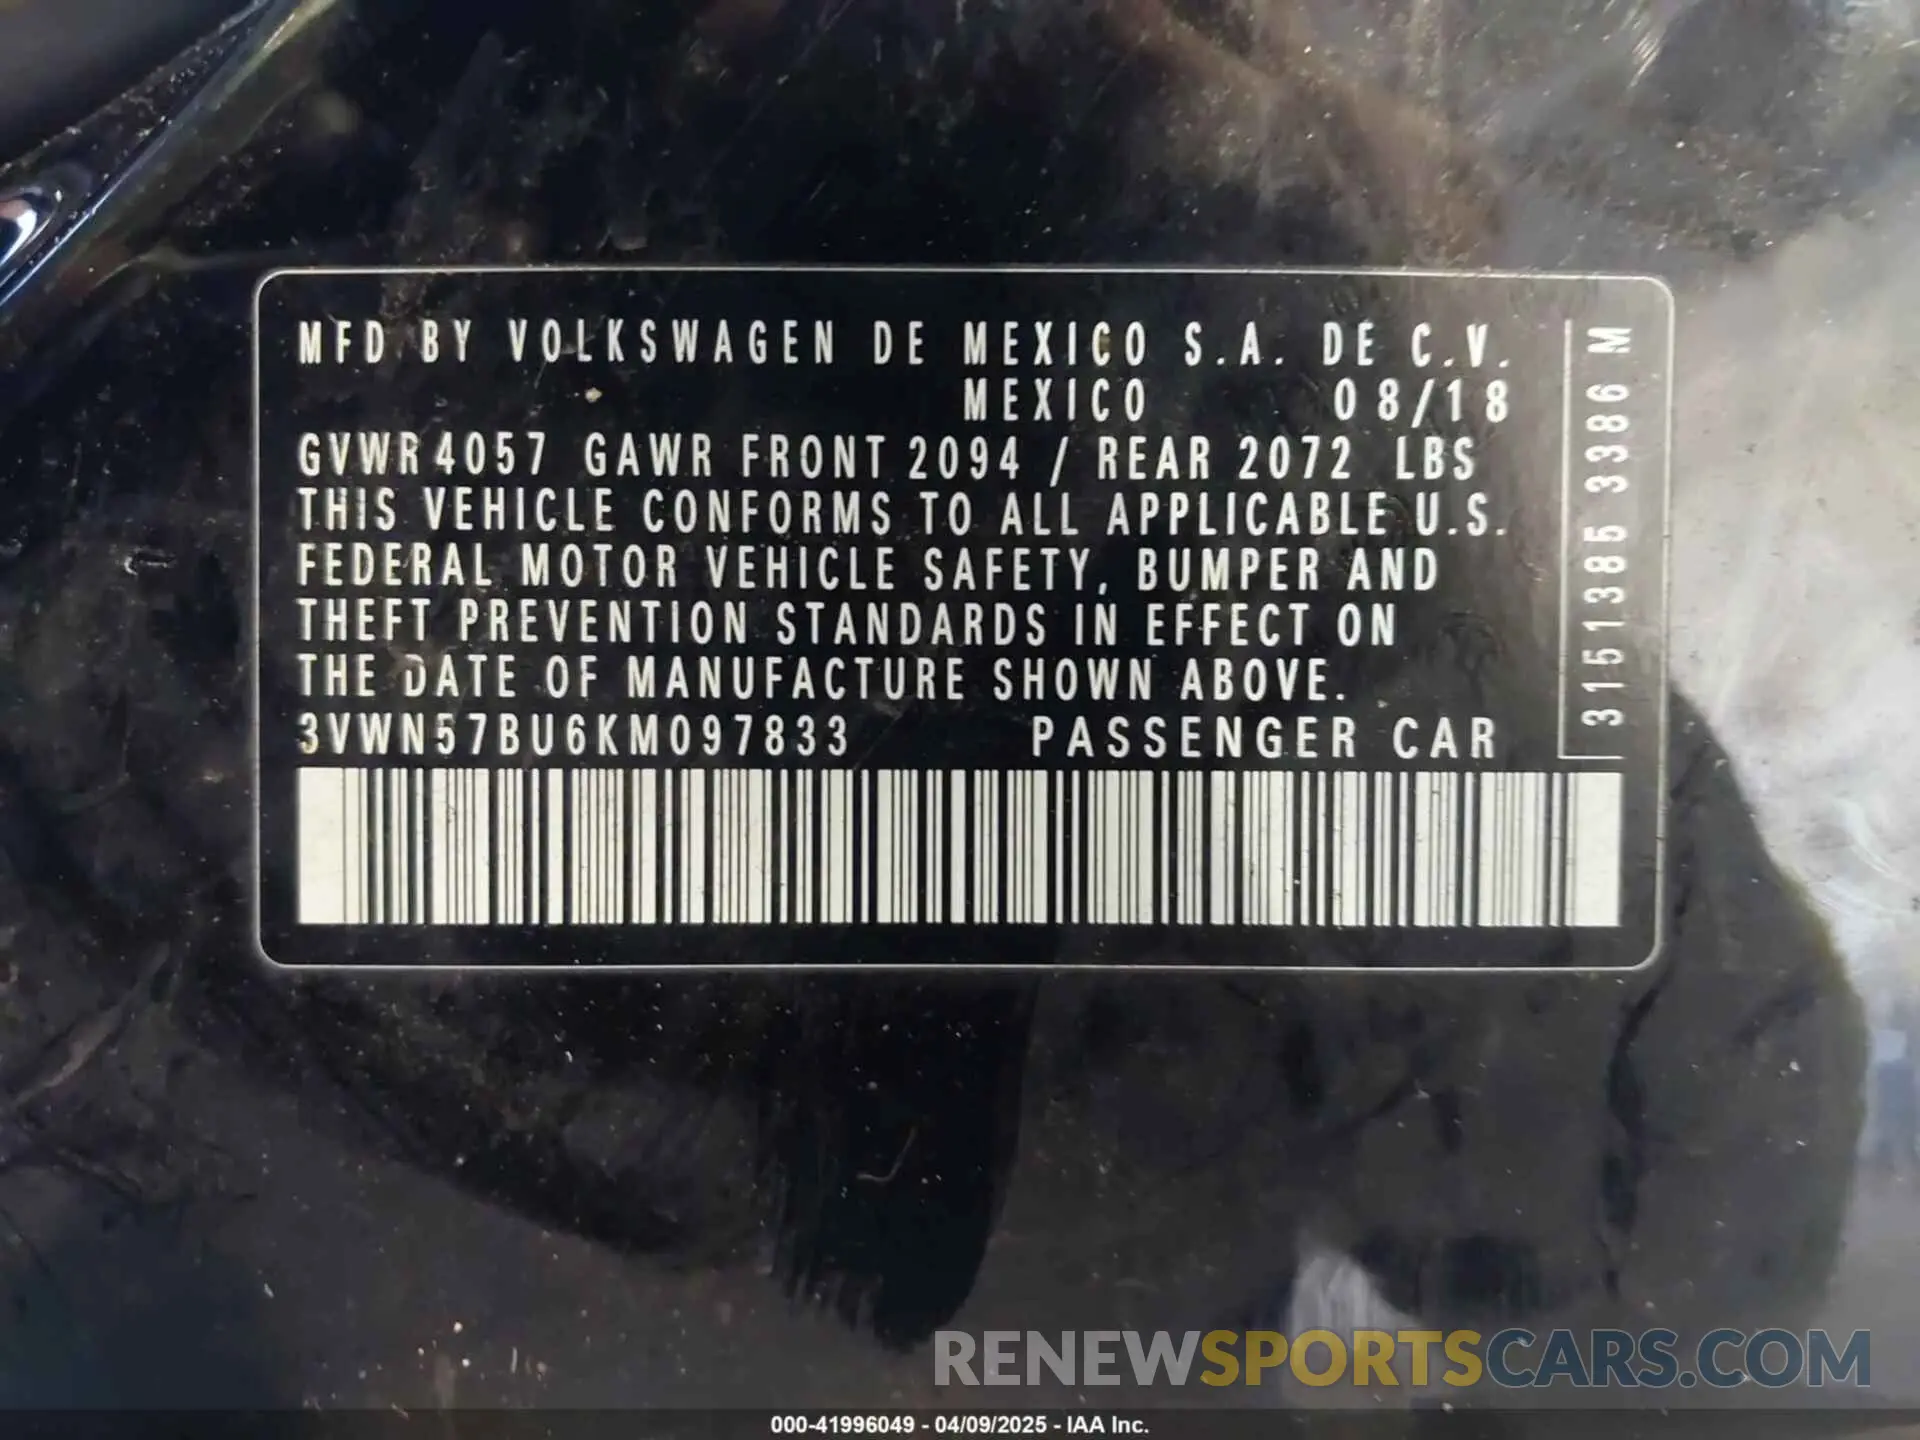 MFD BY VOLKSWAGEN DE MEXICO S.A. DE C.V.
MEXICO 08/18
GVWR 4057 GAWR FRONT 2094 / REAR 2072 LBS
THIS VEHICLE CONFORMS TO ALL APPLICABLE U.S.
FEDERAL MOTOR VEHICLE SAFETY, BUMPER AND
THEFT PREVENTION STANDARDS IN EFFECT ON
THE DATE OF MANUFACTURE SHOWN ABOVE.
3VWN57BU6KM097833 PASSENGER CAR
3151385 3386 M
RENEWSPORTSCARS.COM
000-41996049 - 04/09/2025 - IAA Inc.